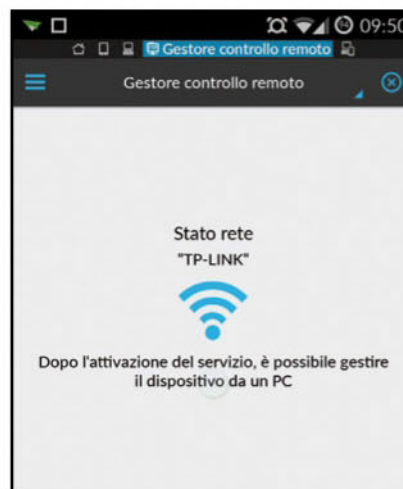 09:50
Gestore controllo remoto
Gestore controllo remoto
Stato rete
"TP-LINK"
Dopo l'attivazione del servizio, è possibile gestire
il dispositivo da un PC